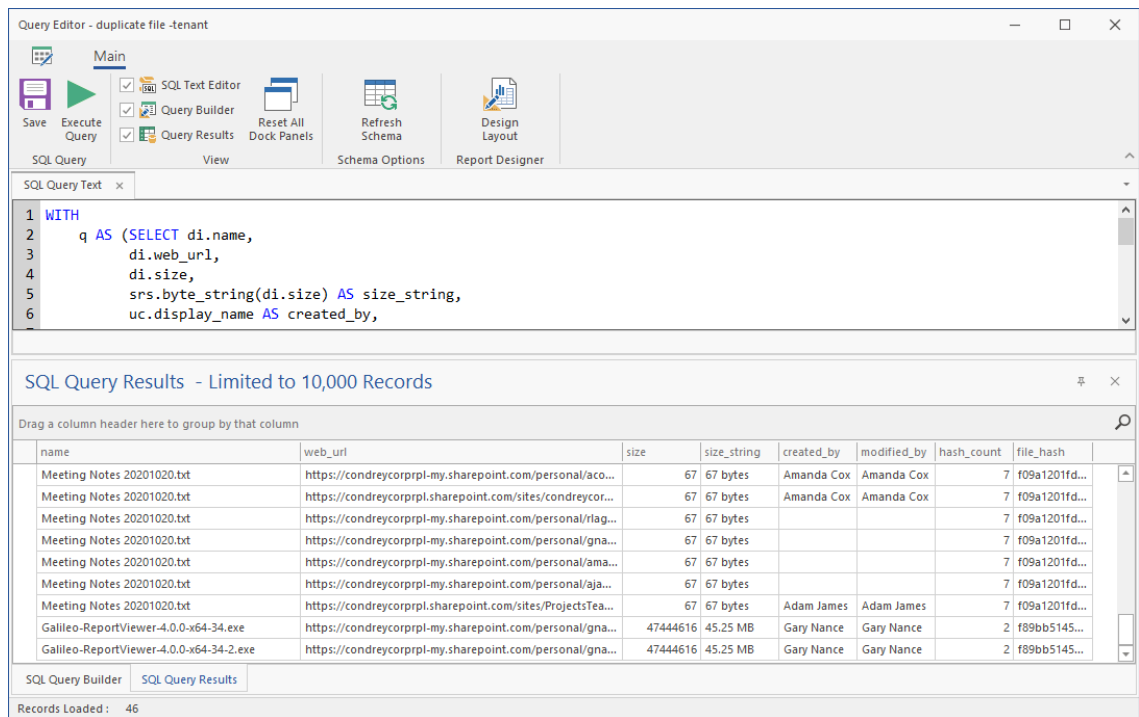 Query Editor - duplicate file -tenant
Main
Save
Execute Query
SQL Text Editor
Query Builder
Query Results
Reset All Dock Panels
Refresh Schema
Design Layout
SQL Query
View
Schema Options
Report Designer
SQL Query Text
1 WITH
2 q AS (SELECT di.name,
3 di.web_url,
4 di.size,
5 srs.byte_string(di.size) AS size_string,
6 uc.display_name AS created_by,
SQL Query Results - Limited to 10,000 Records
Drag a column header here to group by that column
name web_url size size_string created_by modified_by hash_count file_hash
Meeting Notes 20201020.txt https://condreycorprpl-my.sharepoint.com/personal/aco... 67 67 bytes Amanda Cox Amanda Cox 7 f09a1201fd...
Meeting Notes 20201020.txt https://condreycorprpl.sharepoint.com/sites/condreycor... 67 67 bytes Amanda Cox Amanda Cox 7 f09a1201fd...
Meeting Notes 20201020.txt https://condreycorprpl-my.sharepoint.com/personal/rlag... 67 67 bytes 7 f09a1201fd...
Meeting Notes 20201020.txt https://condreycorprpl-my.sharepoint.com/personal/gna... 67 67 bytes 7 f09a1201fd...
Meeting Notes 20201020.txt https://condreycorprpl-my.sharepoint.com/personal/ama... 67 67 bytes 7 f09a1201fd...
Meeting Notes 20201020.txt https://condreycorprpl-my.sharepoint.com/personal/aja... 67 67 bytes 7 f09a1201fd...
Meeting Notes 20201020.txt https://condreycorprpl.sharepoint.com/sites/ProjectsTea... 67 67 bytes Adam James Adam James 7 f09a1201fd...
Galileo-ReportViewer-4.0.0-x64-34.exe https://condreycorprpl-my.sharepoint.com/personal/gna... 47444616 45.25 MB Gary Nance Gary Nance 2 f89bb5145...
Galileo-ReportViewer-4.0.0-x64-34-2.exe https://condreycorprpl-my.sharepoint.com/personal/gna... 47444616 45.25 MB Gary Nance Gary Nance 2 f89bb5145...
SQL Query Builder SQL Query Results
Records Loaded : 46